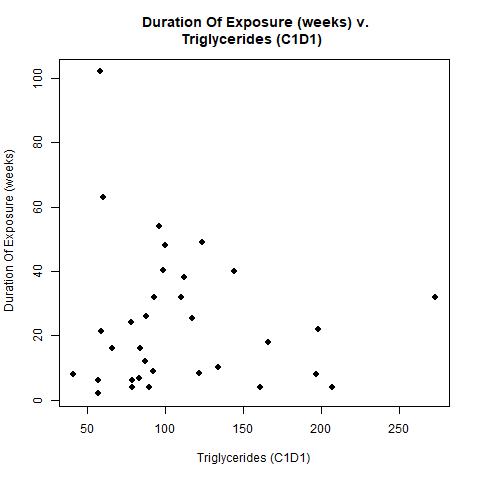 Duration Of Exposure (weeks) v.
Triglycerides (C1D1)
Duration Of Exposure (weeks)
100
80
60
40
20
0
50 100 150 200 250
Triglycerides (C1D1)